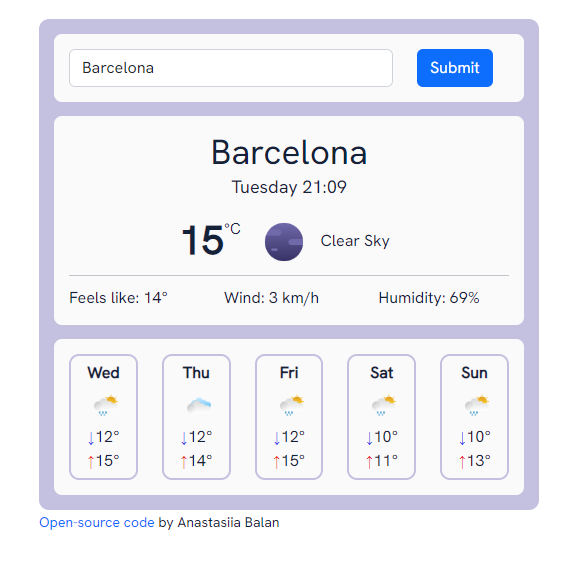 Barcelona Submit
Barcelona
Tuesday 21:09
15°C Clear Sky
Feels like: 14° Wind: 3 km/h Humidity: 69%
Wed Thu Fri Sat Sun
↓12° ↓12° ↓12° ↓10° ↓10°
↑15° ↑14° ↑15° ↑11° ↑13°
Open-source code by Anastasiia Balan